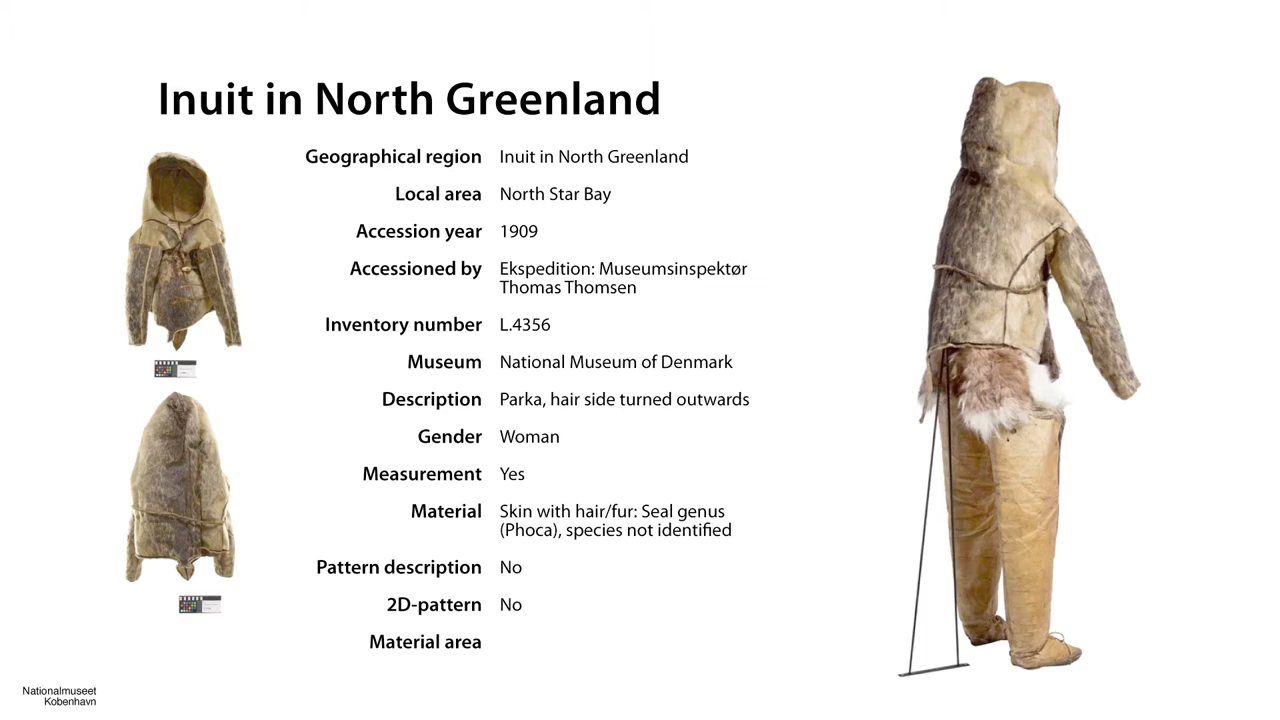 Inuit in North Greenland
Geographical region Inuit in North Greenland
Local area North Star Bay
Accession year 1909
Accessioned by Ekspedition: Museumsinspektør
Thomas Thomsen
Inventory number L.4356
Museum National Museum of Denmark
Description Parka, hair side turned outwards
Gender Woman
Measurement Yes
Material Skin with hair/fur: Seal genus
(Phoca), species not identified
Pattern description No
2D-pattern No
Material area
Nationalmuseet
Kobenhavn